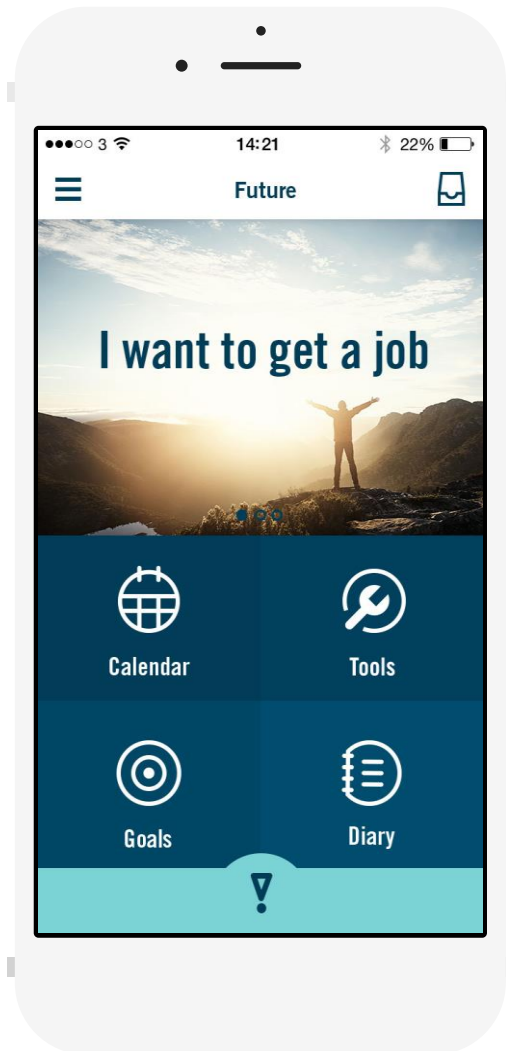 3 14:21 22%
Future
I want to get a job
Calendar Tools
Goals Diary